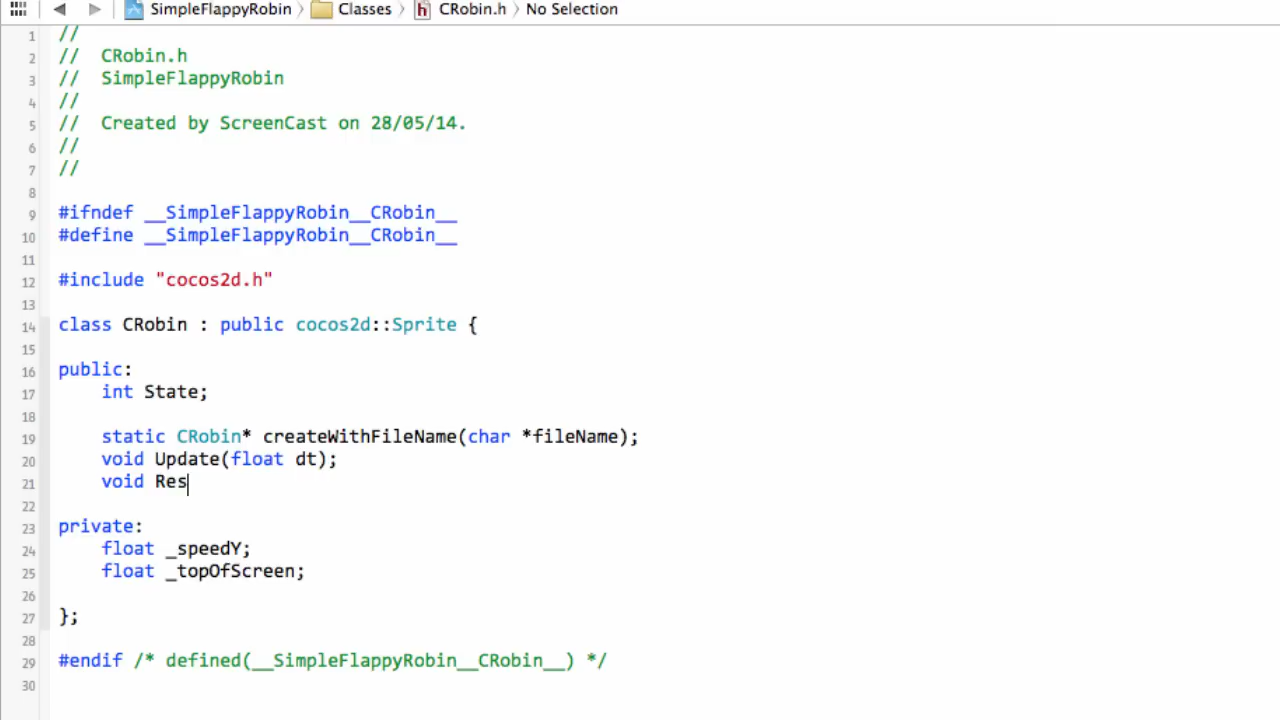 SimpleFlappyRobin > Classes > h CRobin.h > No Selection
1 //
2 // CRobin.h
3 // SimpleFlappyRobin
4 //
5 // Created by ScreenCast on 28/05/14.
6 //
7 //
8
9 #ifndef __SimpleFlappyRobin__CRobin__
10 #define __SimpleFlappyRobin__CRobin__
11
12 #include "cocos2d.h"
13
14 class CRobin : public cocos2d::Sprite {
15
16 public:
17     int State;
18
19     static CRobin* createWithFileName(char *fileName);
20     void Update(float dt);
21     void Res
22
23 private:
24     float _speedY;
25     float _topOfScreen;
26
27 };
28
29 #endif /* defined(__SimpleFlappyRobin__CRobin__) */
30